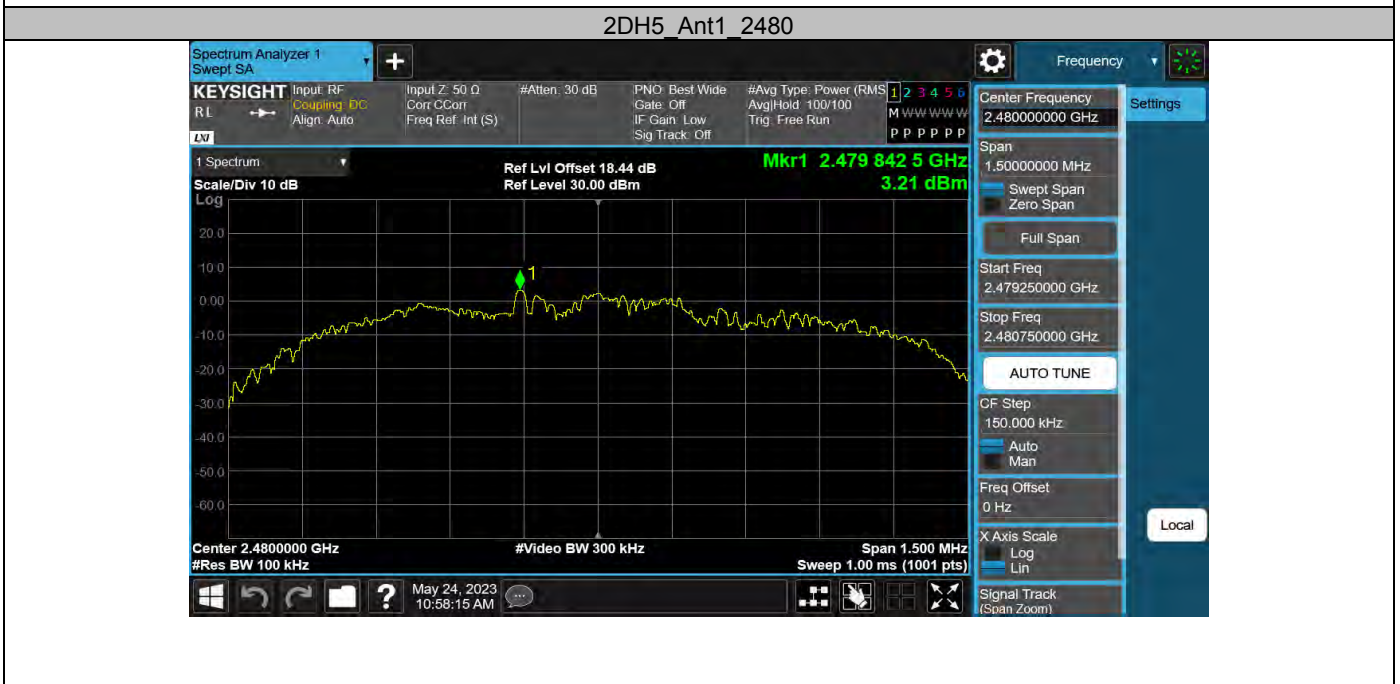 2DH5_Ant1_2480
Spectrum Analyzer 1
Swept SA
Frequency
KEYSIGHT
RL
LXI
Input: RF
Coupling: DC
Align: Auto
Input Z: 50 Ω
Corr CCorr
Freq Ref: Int (S)
#Atten: 30 dB
PNO: Best Wide
Gate: Off
IF Gain: Low
Sig Track: Off
#Avg Type: Power (RMS
Avg|Hold: 100/100
Trig: Free Run
1 2 3 4 5 6
M W W W W W
P P P P P P
Center Frequency
2.480000000 GHz
Settings
Span
1.50000000 MHz
Swept Span
Zero Span
Full Span
Start Freq
2.479250000 GHz
Stop Freq
2.480750000 GHz
AUTO TUNE
CF Step
150.000 kHz
Auto
Man
Freq Offset
0 Hz
Local
X Axis Scale
Log
Lin
Signal Track
(Span Zoom)
1 Spectrum
Scale/Div 10 dB
Log
Ref Lvl Offset 18.44 dB
Ref Level 30.00 dBm
Mkr1 2.479 842 5 GHz
3.21 dBm
20.0
10.0
0.00
-10.0
-20.0
-30.0
-40.0
-50.0
-60.0
1
Center 2.4800000 GHz
#Res BW 100 kHz
#Video BW 300 kHz
Span 1.500 MHz
Sweep 1.00 ms (1001 pts)
?
May 24, 2023
10:58:15 AM